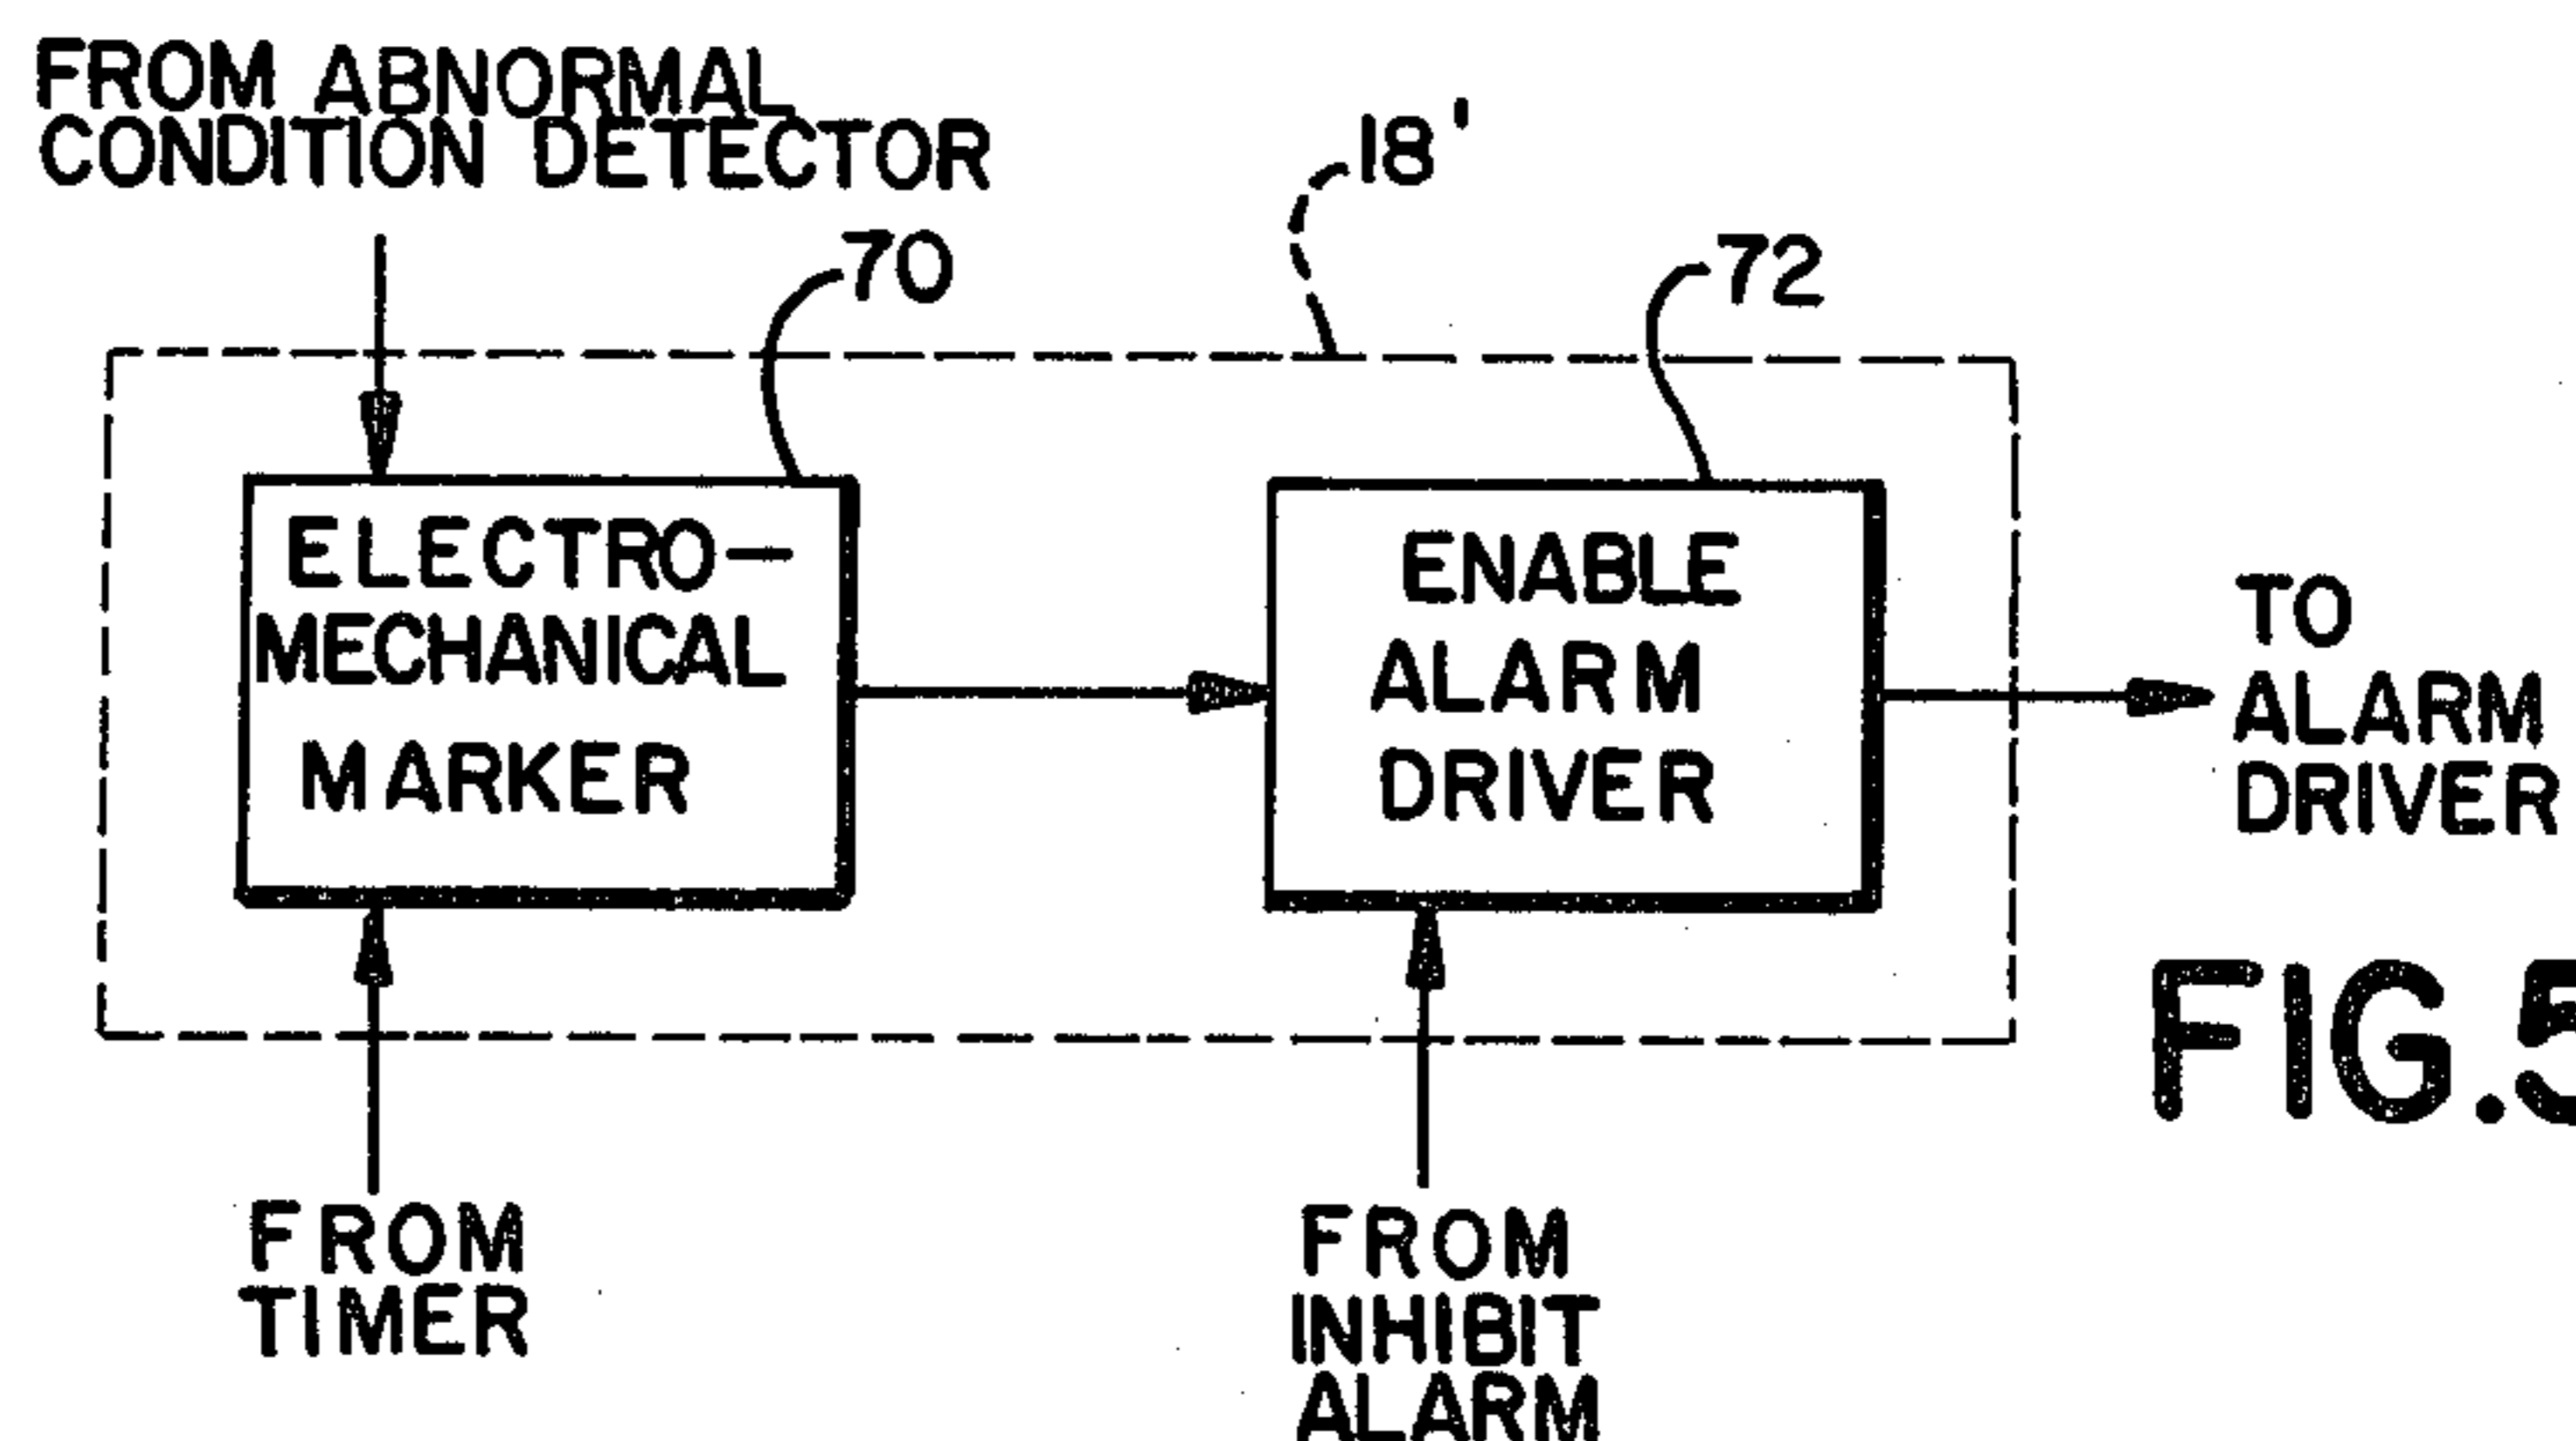 FROM ABNORMAL
CONDITION DETECTOR
18'
70
72
ELECTRO-
MECHANICAL
MARKER
ENABLE
ALARM
DRIVER
TO
ALARM
DRIVER
FIG.5
FROM
TIMER
FROM
INHIBIT
ALARM